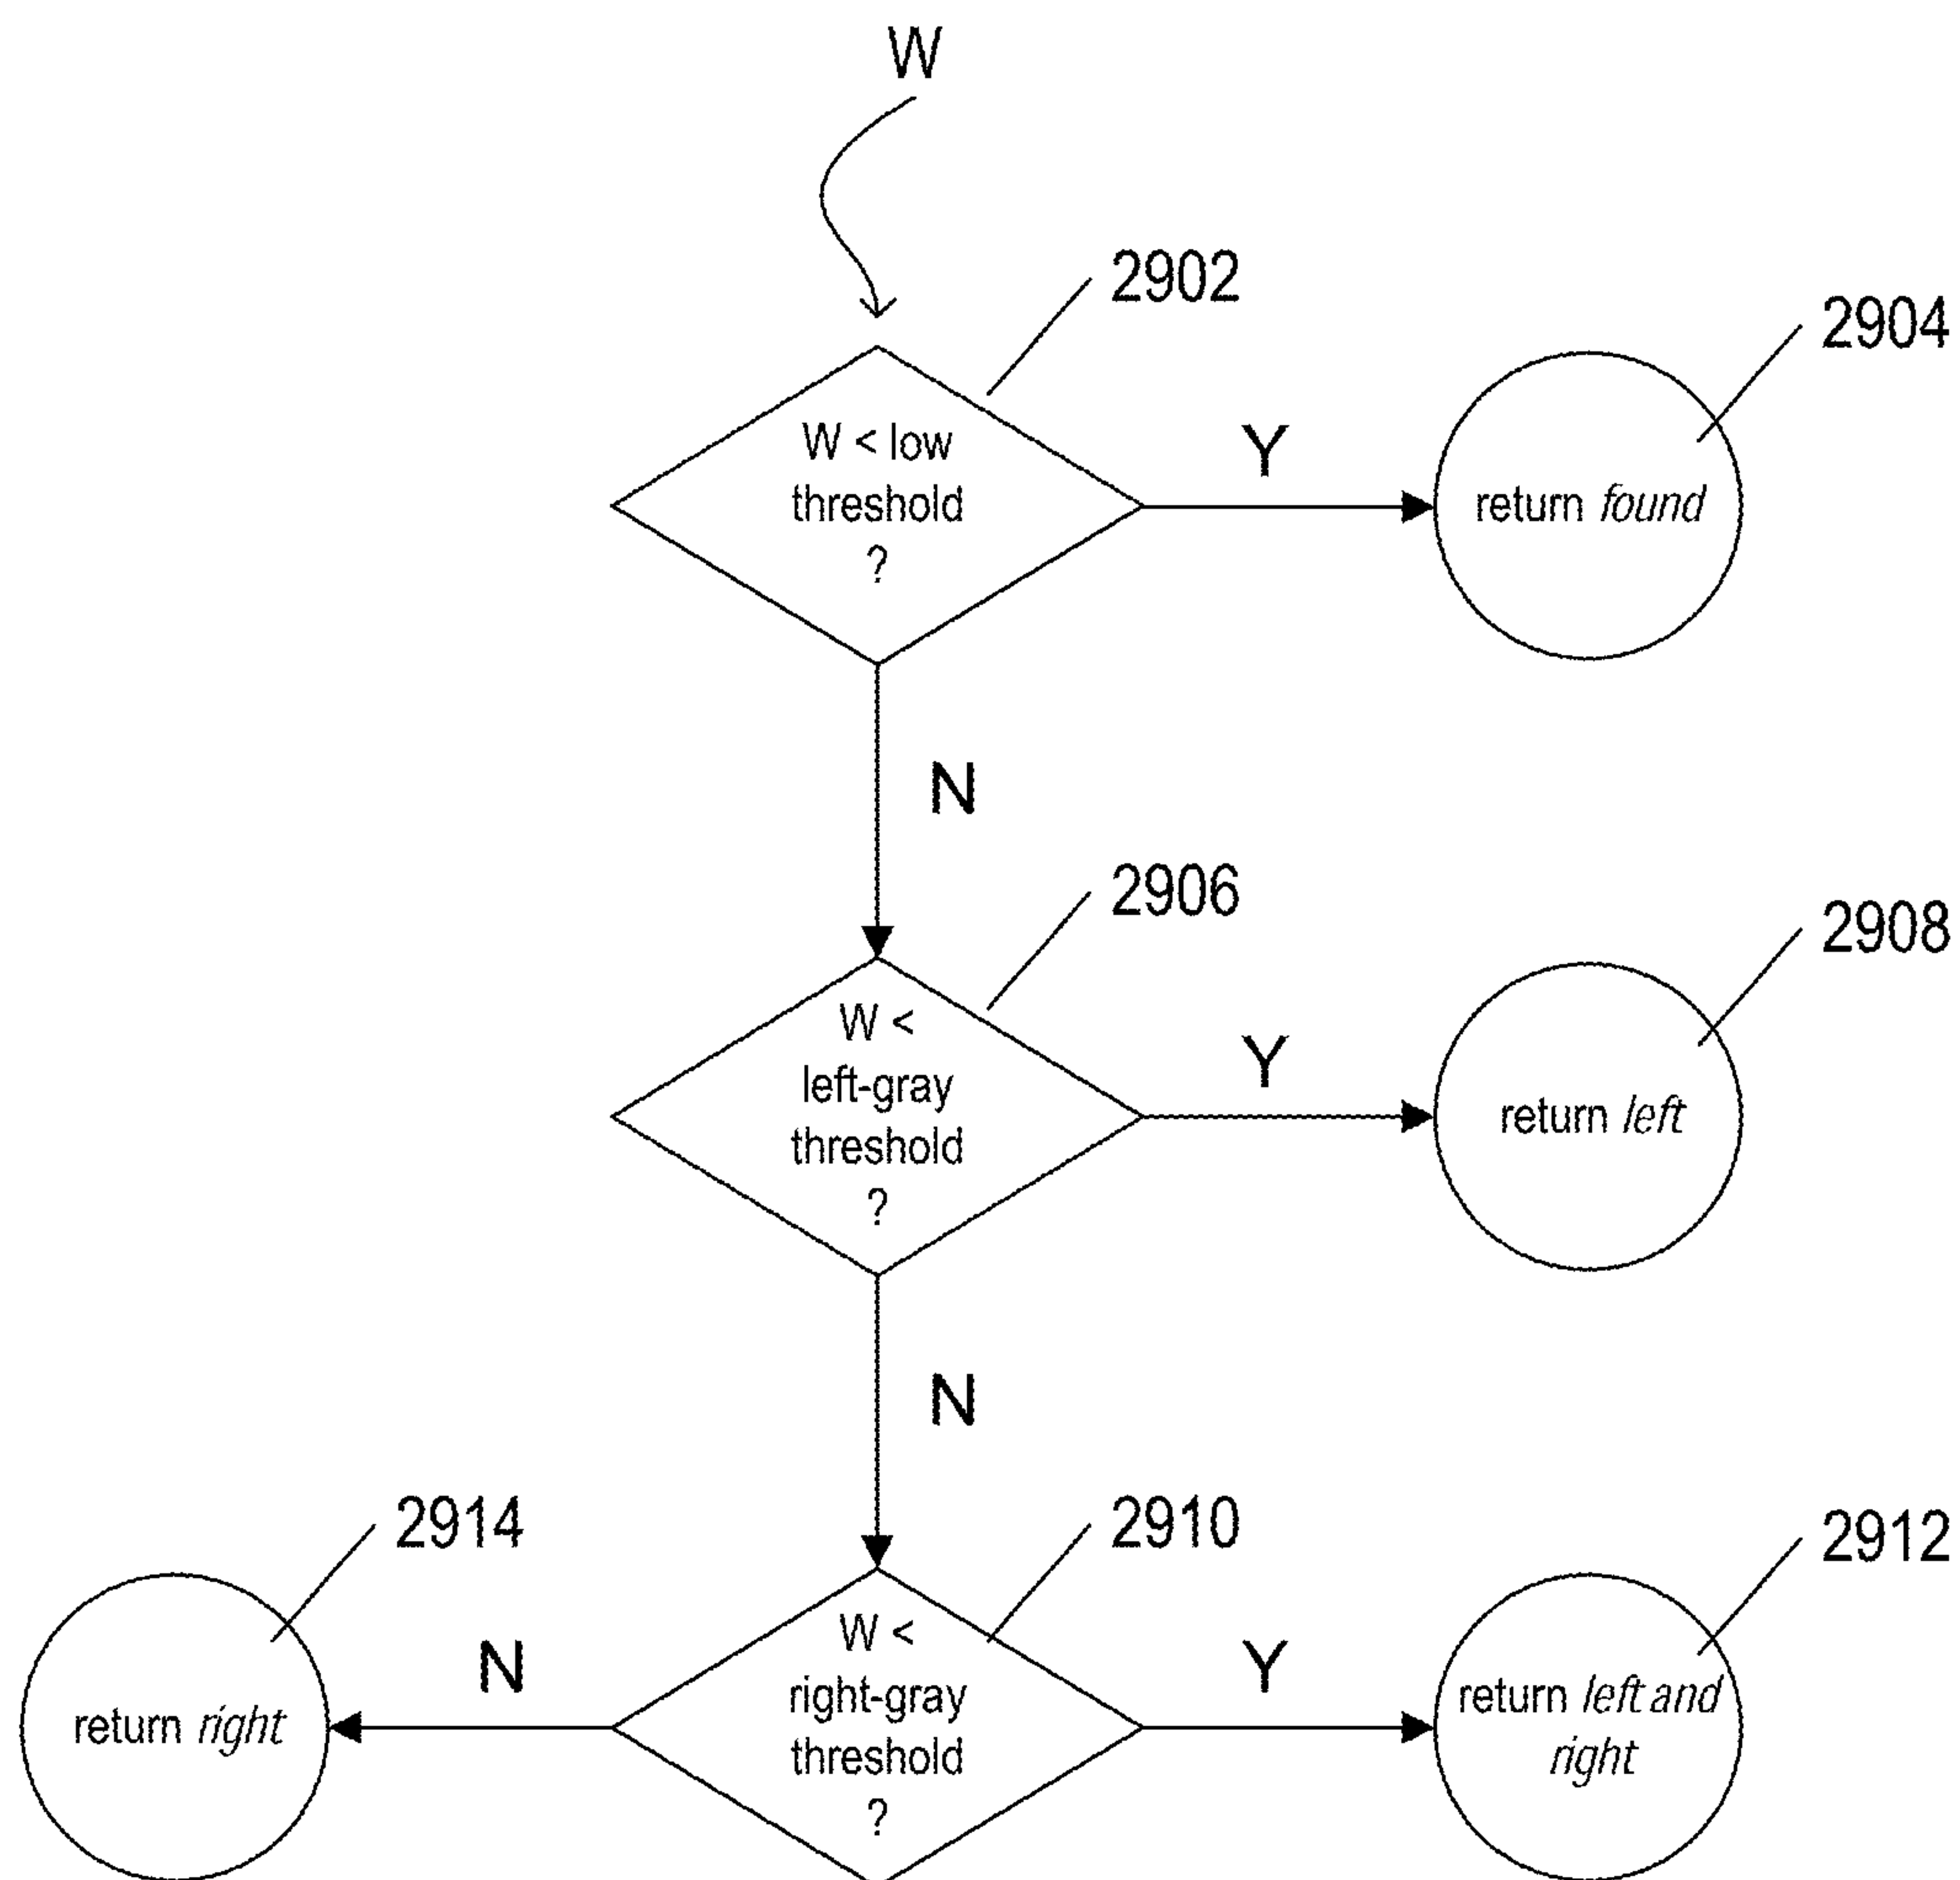 W
2902
2904
W < low
threshold
?
Y
return found
N
2906
2908
W <
left-gray
threshold
?
Y
return left
N
2914
2910
2912
W <
right-gray
threshold
?
N
Y
return right
return left and
right